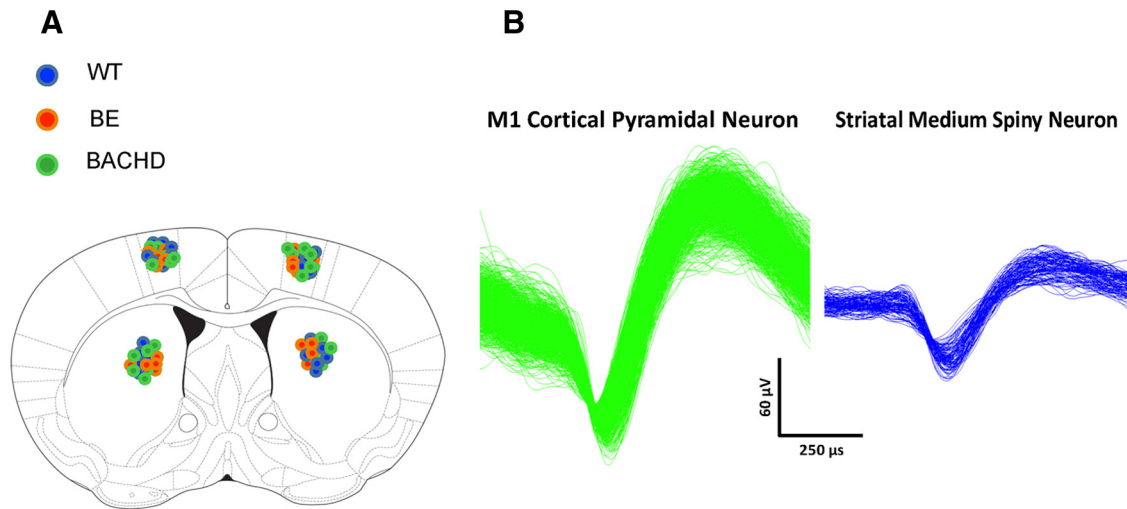 A
WT
BE
BACHD
B
M1 Cortical Pyramidal Neuron
Striatal Medium Spiny Neuron
60 µV
250 µs